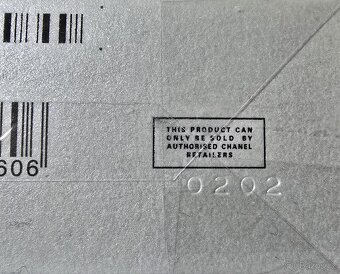 THIS PRODUCT CAN
ONLY BE SOLD BY
AUTHORISED CHANEL
RETAILERS
606
0202